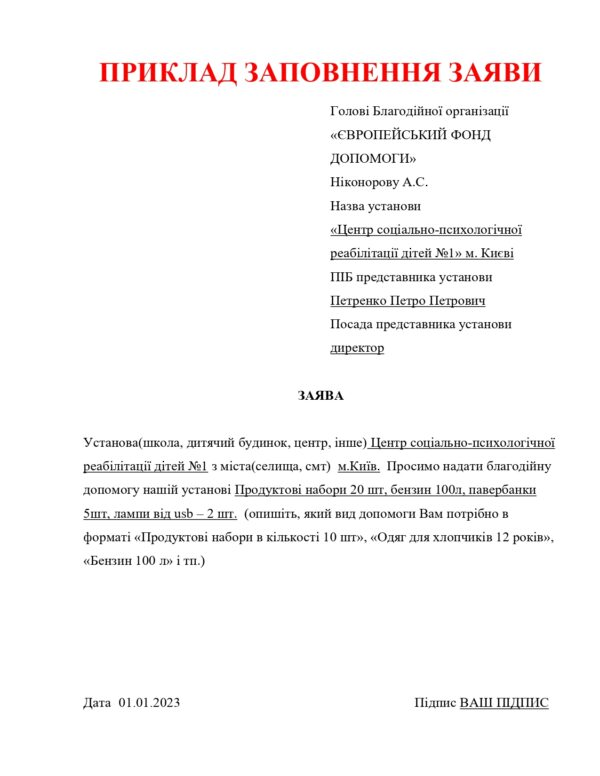 ПРИКЛАД ЗАПОВНЕННЯ ЗАЯВИ
Голові Благодійної організації
«ЄВРОПЕЙСЬКИЙ ФОНД
ДОПОМОГИ»
Ніконорову А.С.
Назва установи
«Центр соціально-психологічної
реабілітації дітей №1» м. Києві
ПІБ представника установи
Петренко Петро Петрович
Посада представника установи
директор
ЗАЯВА
Установа(школа, дитячий будинок, центр, інше) Центр соціально-психологічної
реабілітації дітей №1 з міста(селища, смт) м.Київ. Просимо надати благодійну
допомогу нашій установі Продуктові набори 20 шт, бензин 100л, павербанки
5шт, лампи від usb – 2 шт. (опишіть, який вид допомоги Вам потрібно в
форматі «Продуктові набори в кількості 10 шт», «Одяг для хлопчиків 12 років»,
«Бензин 100 л» і тп.)
Дата 01.01.2023 Підпис ВАШ ПІДПИС